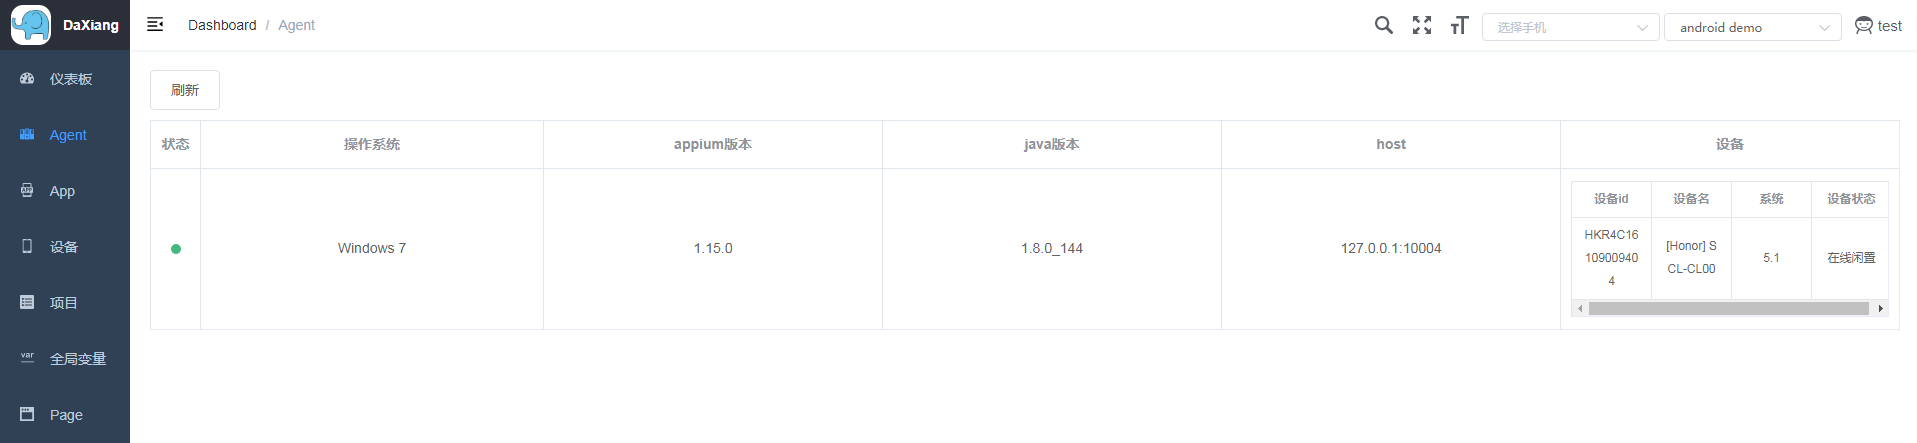 DaXiang
Dashboard / Agent
选择手机
android demo
test
仪表板
Agent
App
设备
项目
全局变量
var
Page
刷新
状态 操作系统 appium版本 java版本 host 设备
Windows 7 1.15.0 1.8.0_144 127.0.0.1:10004
设备id 设备名 系统 设备状态
HKR4C16
10900940
4
[Honor] S
CL-CL00
5.1
在线闲置